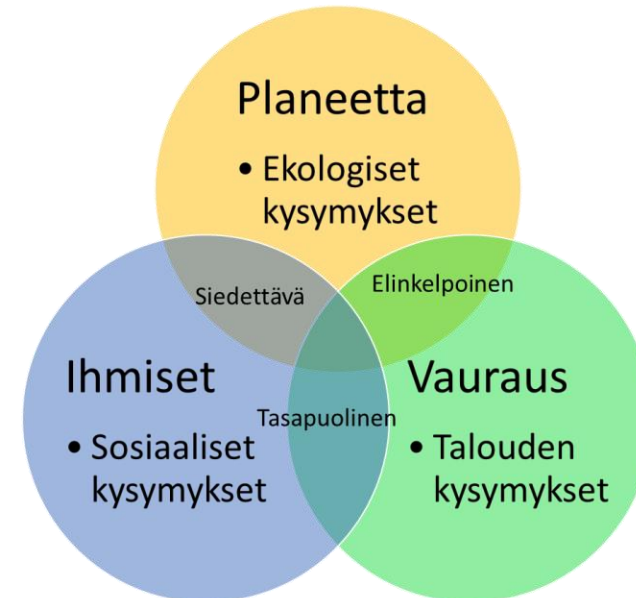 Planeetta
• Ekologiset
kysymykset
Siedettävä
Elinkelpoinen
Ihmiset
• Sosiaaliset
kysymykset
Tasapuolinen
Vauraus
• Talouden
kysymykset